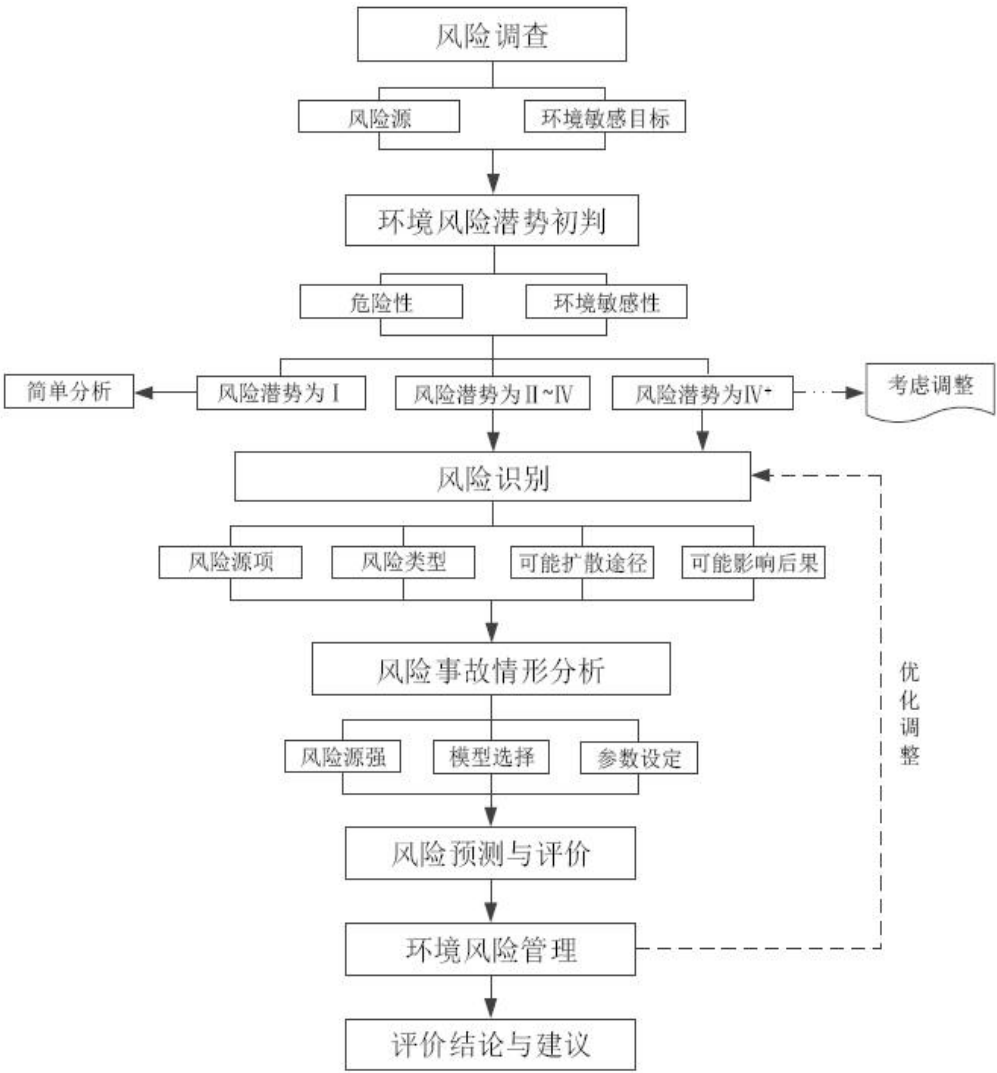 风险调查
风险源
环境敏感目标
环境风险潜势初判
危险性
环境敏感性
简单分析
风险潜势为Ⅰ
风险潜势为Ⅱ~Ⅳ
风险潜势为Ⅳ+
考虑调整
风险识别
风险源项
风险类型
可能扩散途径
可能影响后果
风险事故情形分析
优化调整
风险源强
模型选择
参数设定
风险预测与评价
环境风险管理
评价结论与建议